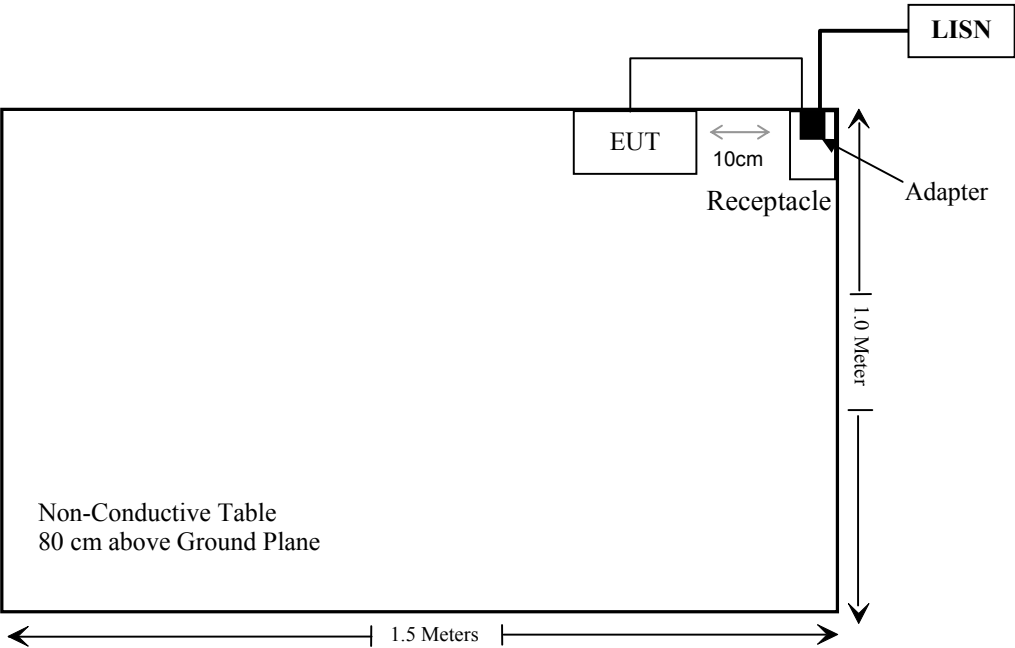 LISN
EUT
10cm
Adapter
Receptacle
1.0 Meter
Non-Conductive Table
80 cm above Ground Plane
1.5 Meters